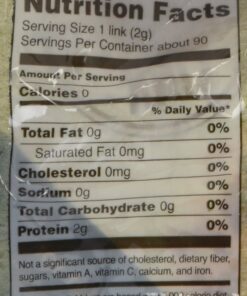 Nutrition Facts
Serving Size 1 link (2g)
Servings Per Container about 90
Amount Per Serving
Calories 0
% Daily Value*
Total Fat 0g 0%
Saturated Fat 0mg 0%
Cholesterol 0mg 0%
Sodium 0g 0%
Total Carbohydrate 0g 0%
Protein 2g 0%
Not a significant source of cholesterol, dietary fiber,
sugars, vitamin A, vitamin C, calcium, and iron.